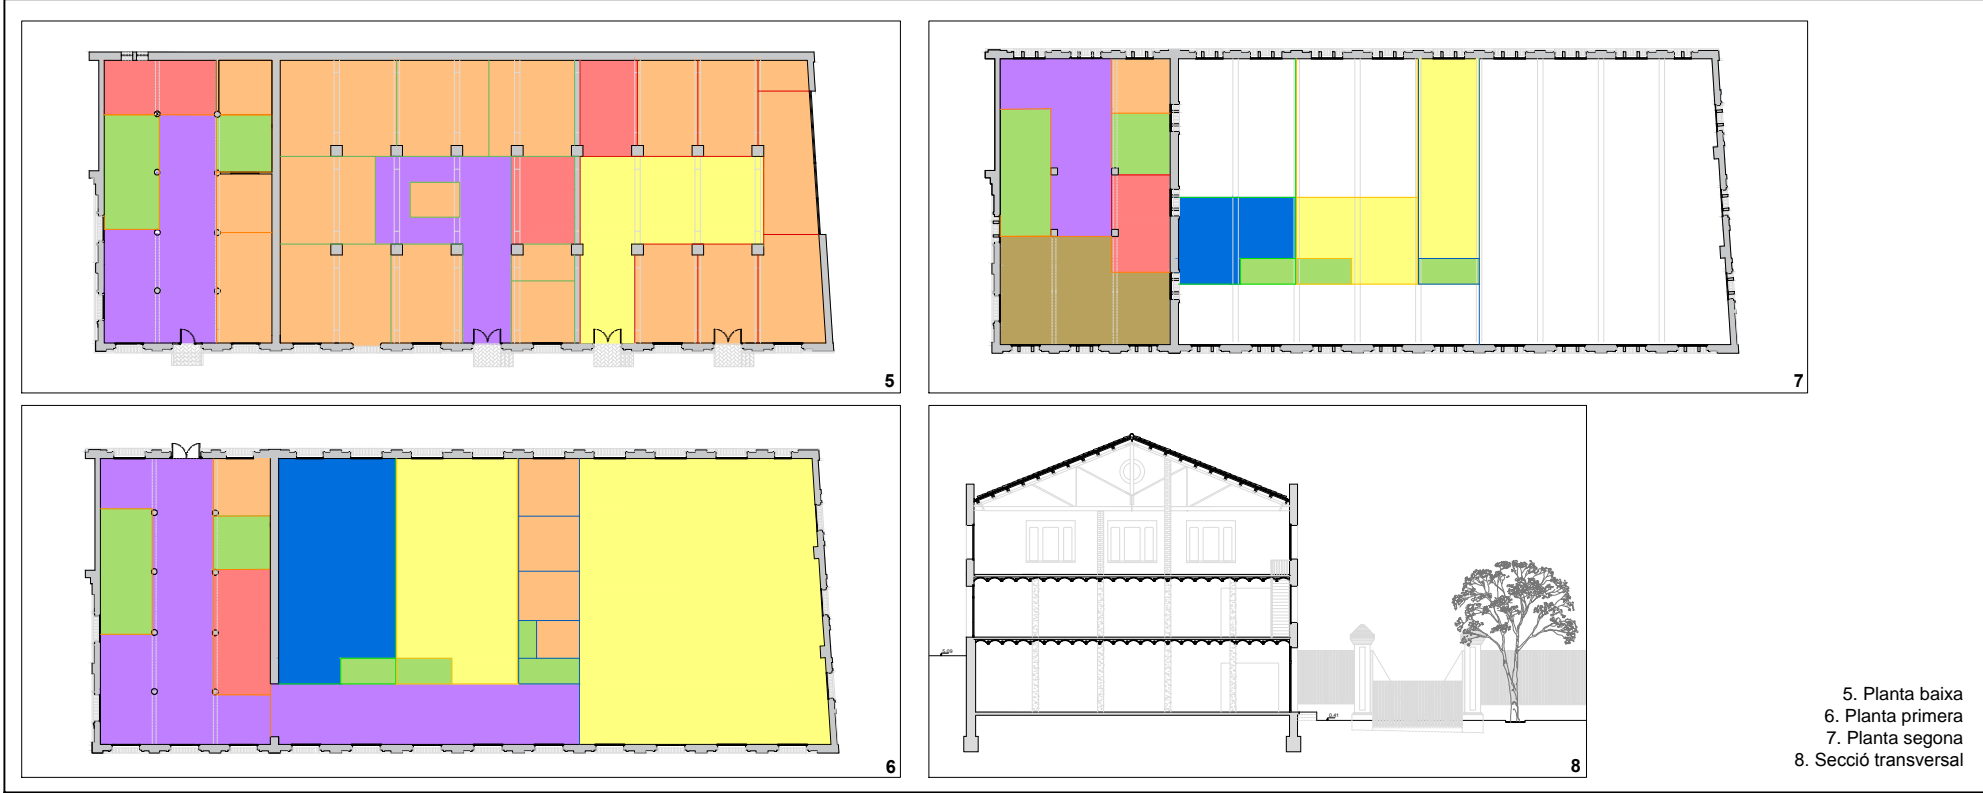 5
7
6
8
5. Planta baixa
6. Planta primera
7. Planta segona
8. Secció transversal